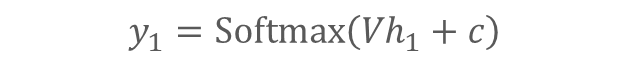 y₁ = Softmax(Vh₁ + c)